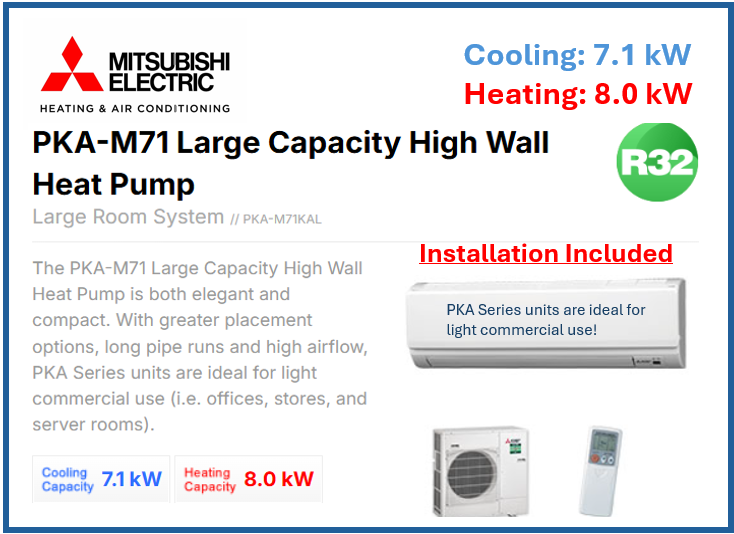 MITSUBISHI
ELECTRIC
HEATING & AIR CONDITIONING
Cooling: 7.1 kW
Heating: 8.0 kW
PKA-M71 Large Capacity High Wall
Heat Pump
R32
Large Room System // PKA-M71KAL
Installation Included
The PKA-M71 Large Capacity High Wall
Heat Pump is both elegant and
compact. With greater placement
options, long pipe runs and high airflow,
PKA Series units are ideal for light
commercial use (i.e. offices, stores, and
server rooms).
PKA Series units are ideal for
light commercial use!
Cooling
Capacity
7.1 kW
Heating
Capacity
8.0 kW